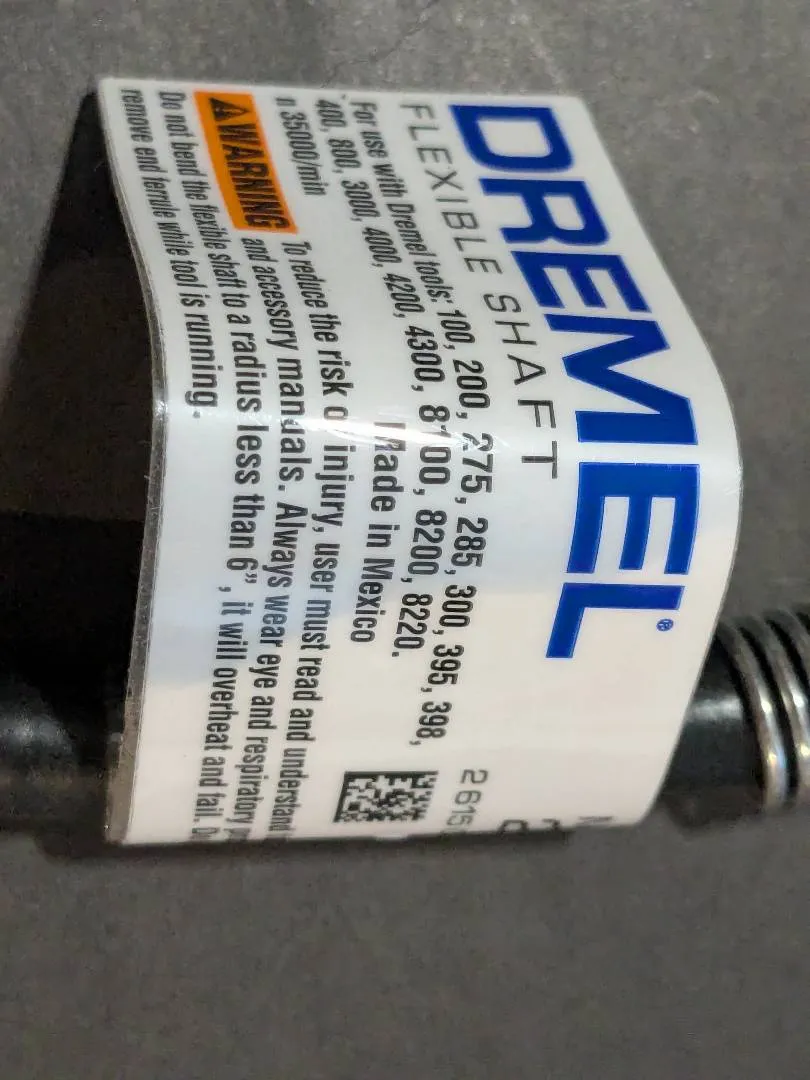 DREMEL®
FLEXIBLE SHAFT
For use with Dremel tools: 100, 200, 275, 285, 300, 395, 398,
400, 800, 3000, 4000, 4200, 4300, 8100, 8200, 8220.
n 35000/min Made in Mexico
2615
WARNING To reduce the risk of injury, user must read and understand
and accessory manuals. Always wear eye and respiratory
Do not bend the flexible shaft to a radius less than 6", it will overheat and fail.
remove end ferrule while tool is running.